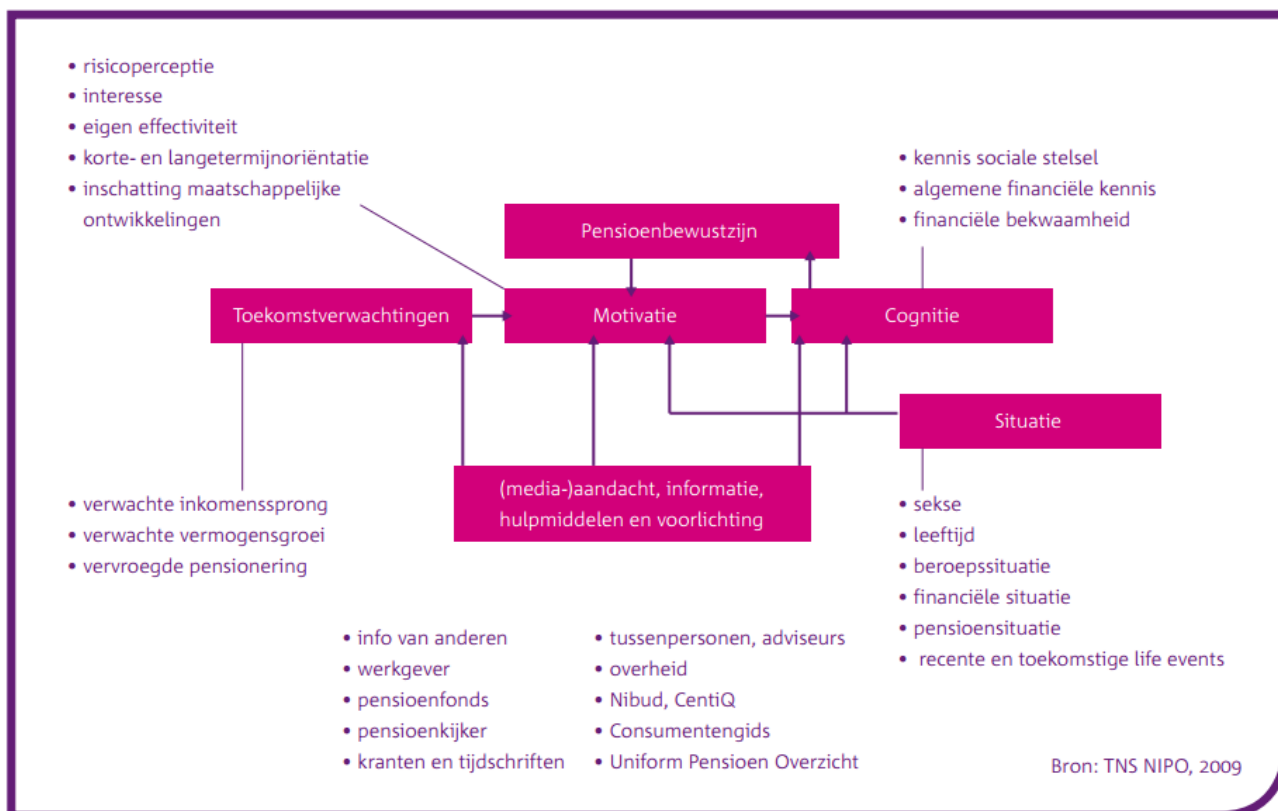 • risicoperceptie
• interesse
• eigen effectiviteit
• korte- en langetermijnoriëntatie
• inschatting maatschappelijke
ontwikkelingen
• kennis sociale stelsel
• algemene financiële kennis
• financiële bekwaamheid
Pensioenbewustzijn
Toekomstverwachtingen
Motivatie
Cognitie
Situatie
(media-)aandacht, informatie,
hulpmiddelen en voorlichting
• verwachte inkomenssprong
• verwachte vermogensgroei
• vervroegde pensionering
• sekse
• leeftijd
• beroepssituatie
• financiële situatie
• pensioensituatie
• recente en toekomstige life events
• info van anderen
• werkgever
• pensioenfonds
• pensioenkijker
• kranten en tijdschriften
• tussenpersonen, adviseurs
• overheid
• Nibud, CentiQ
• Consumentengids
• Uniform Pensioen Overzicht
Bron: TNS NIPO, 2009